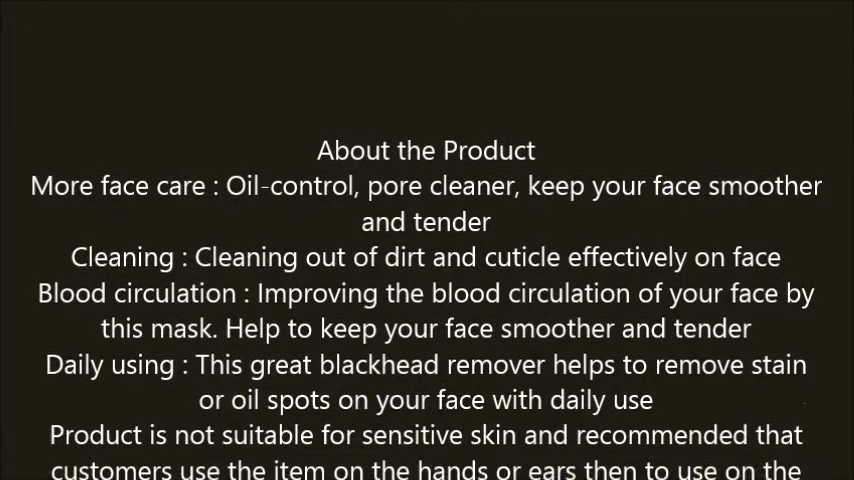 About the Product
More face care : Oil-control, pore cleaner, keep your face smoother
and tender
Cleaning : Cleaning out of dirt and cuticle effectively on face
Blood circulation : Improving the blood circulation of your face by
this mask. Help to keep your face smoother and tender
Daily using : This great blackhead remover helps to remove stain
or oil spots on your face with daily use
Product is not suitable for sensitive skin and recommended that
customers use the item on the hands or ears then to use on the